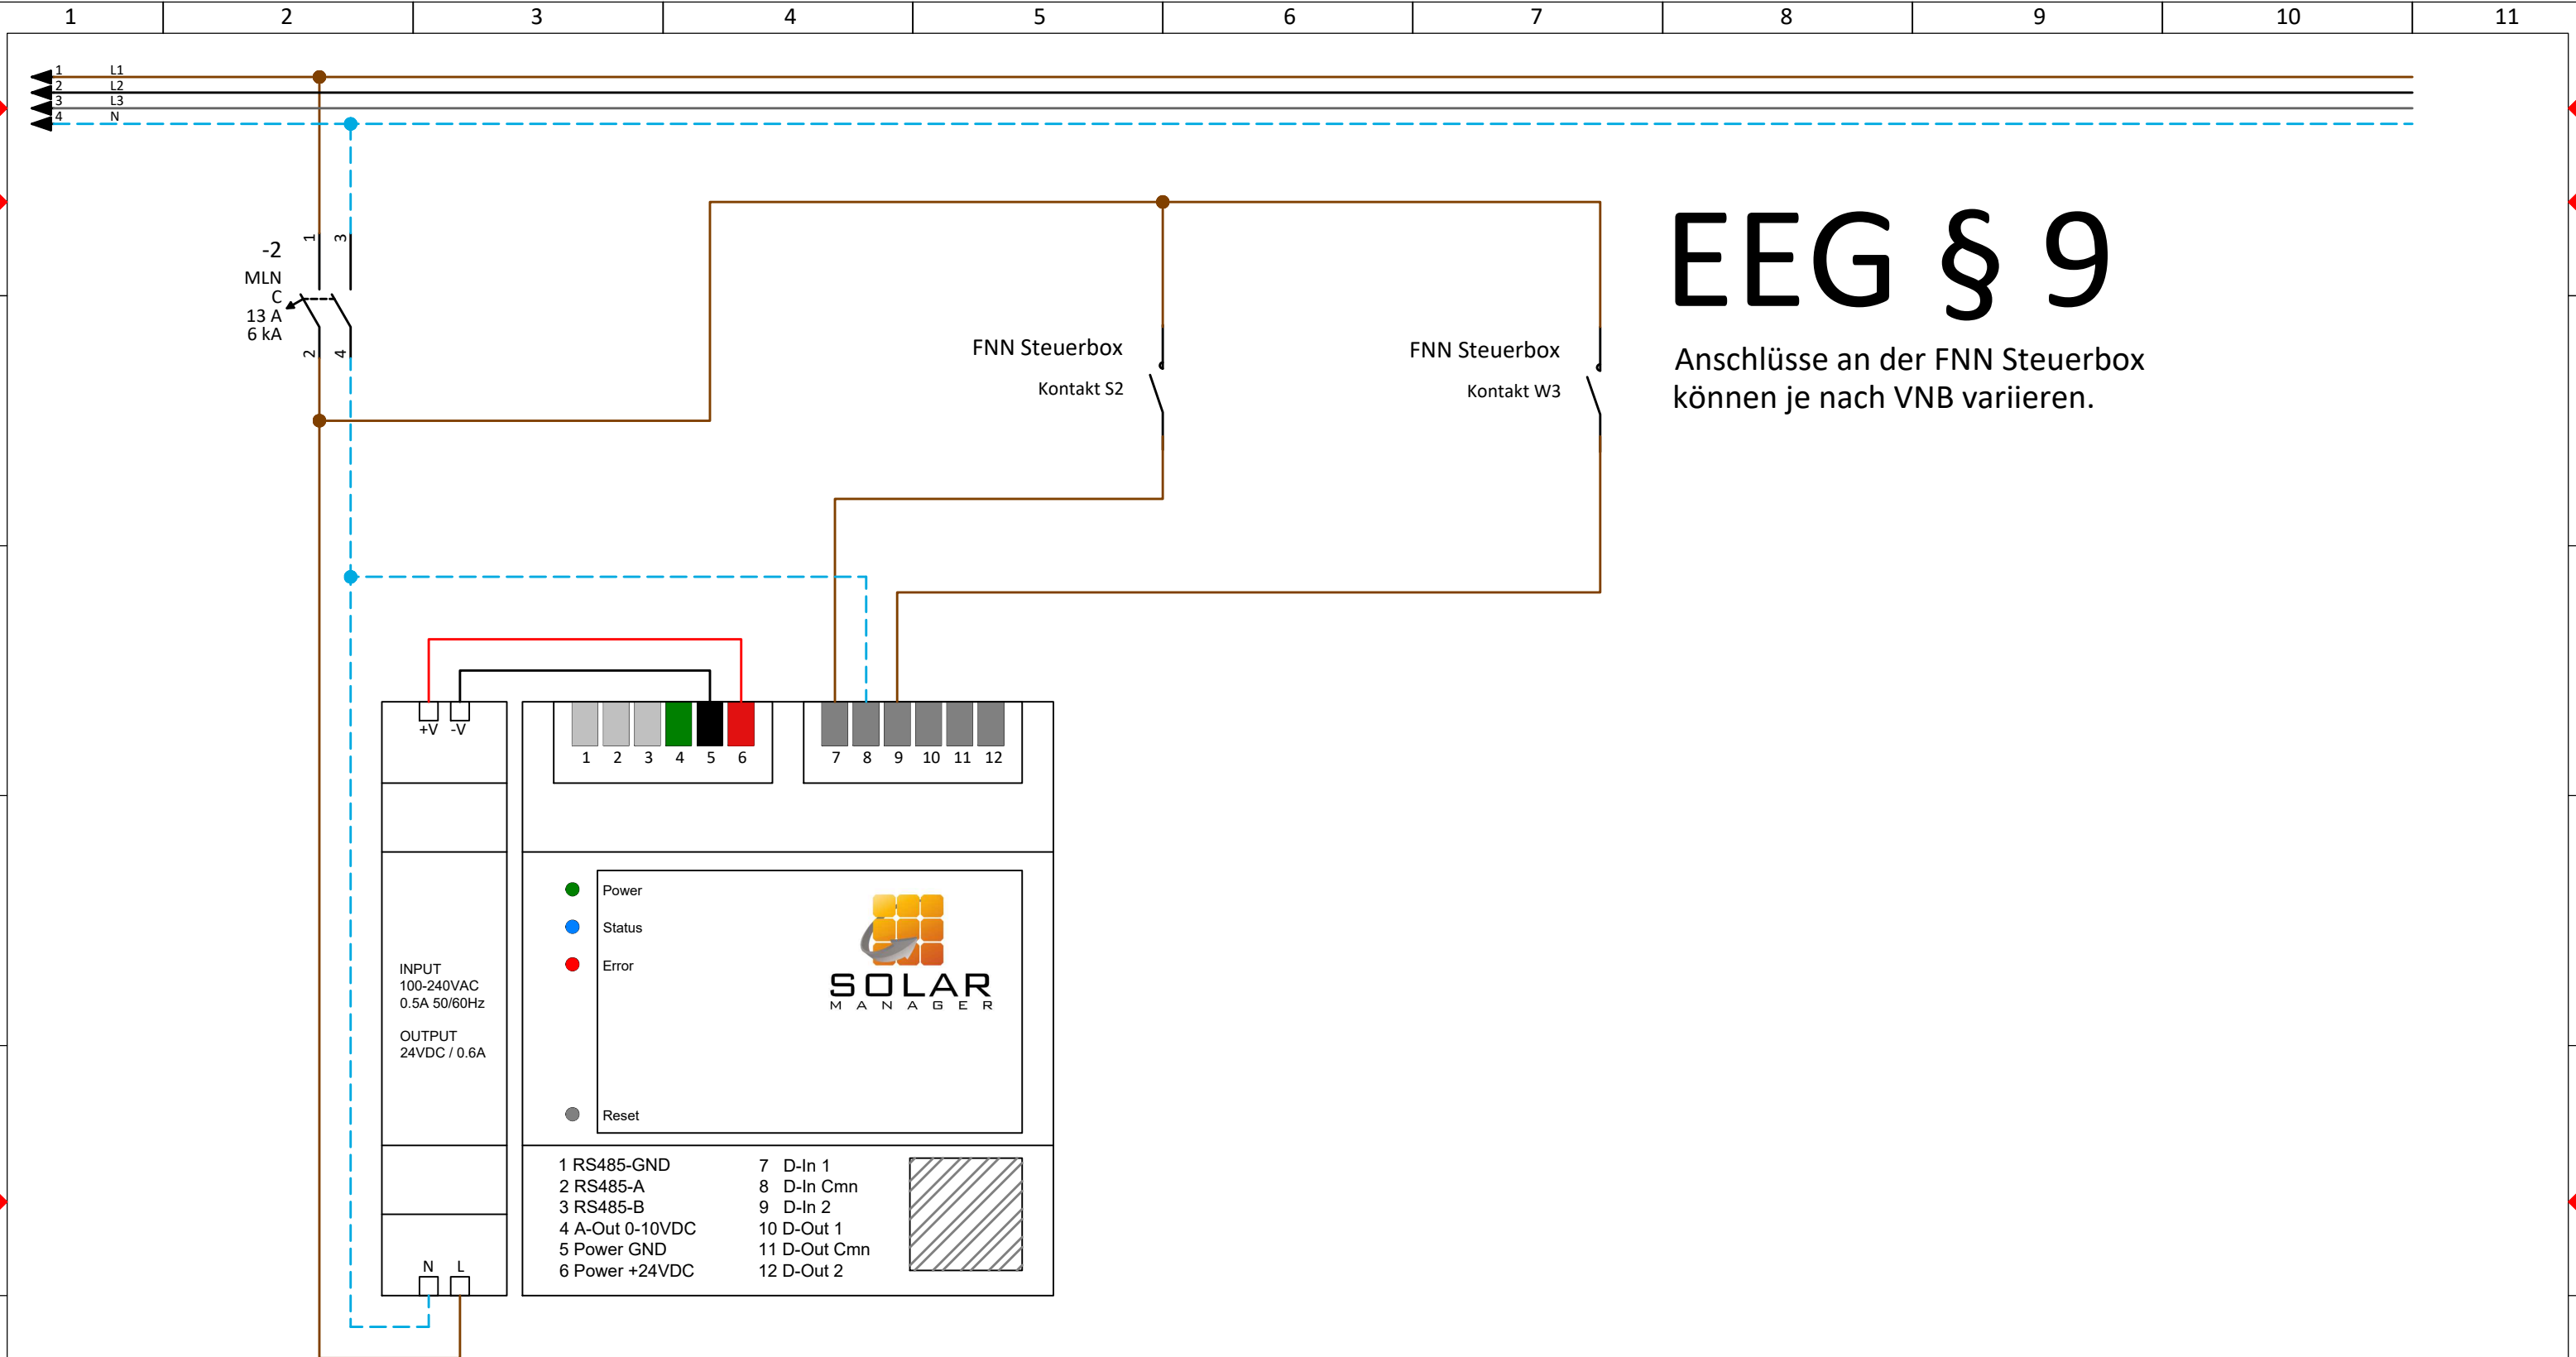 1 2 3 4 5 6 7 8 9 10 11
1 L1
2 L2
3 L3
4 N
-2
MLN
C
13 A
6 kA
1 3
2 4
FNN Steuerbox
Kontakt S2
FNN Steuerbox
Kontakt W3
EEG § 9
Anschlüsse an der FNN Steuerbox
können je nach VNB variieren.
+V -V
1 2 3 4 5 6
7 8 9 10 11 12
Power
Status
Error
SOLAR
MANAGER
INPUT
100-240VAC
0.5A 50/60Hz
OUTPUT
24VDC / 0.6A
Reset
1 RS485-GND
2 RS485-A
3 RS485-B
4 A-Out 0-10VDC
5 Power GND
6 Power +24VDC
7 D-In 1
8 D-In Cmn
9 D-In 2
10 D-Out 1
11 D-Out Cmn
12 D-Out 2
N L